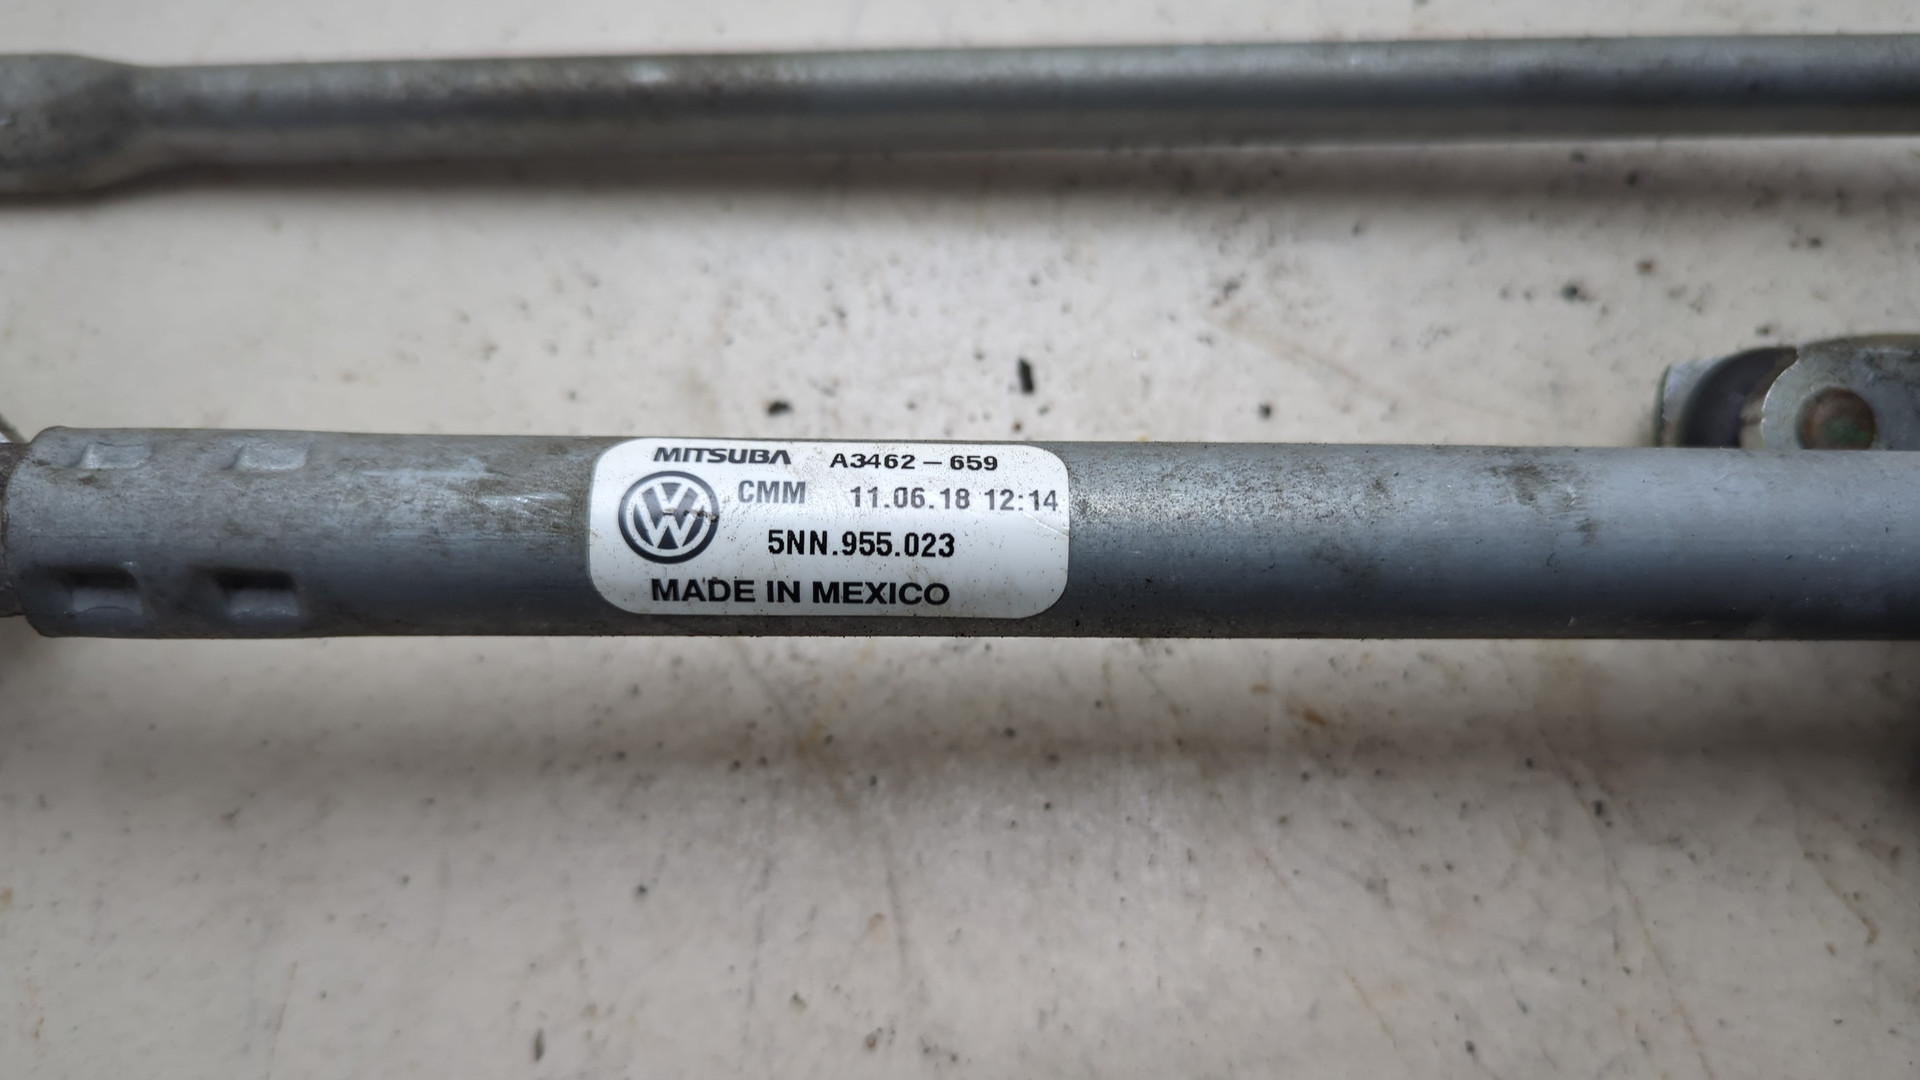 MITSUBA A3462-659
CMM 11.06.18 12:14
5NN.955.023
MADE IN MEXICO